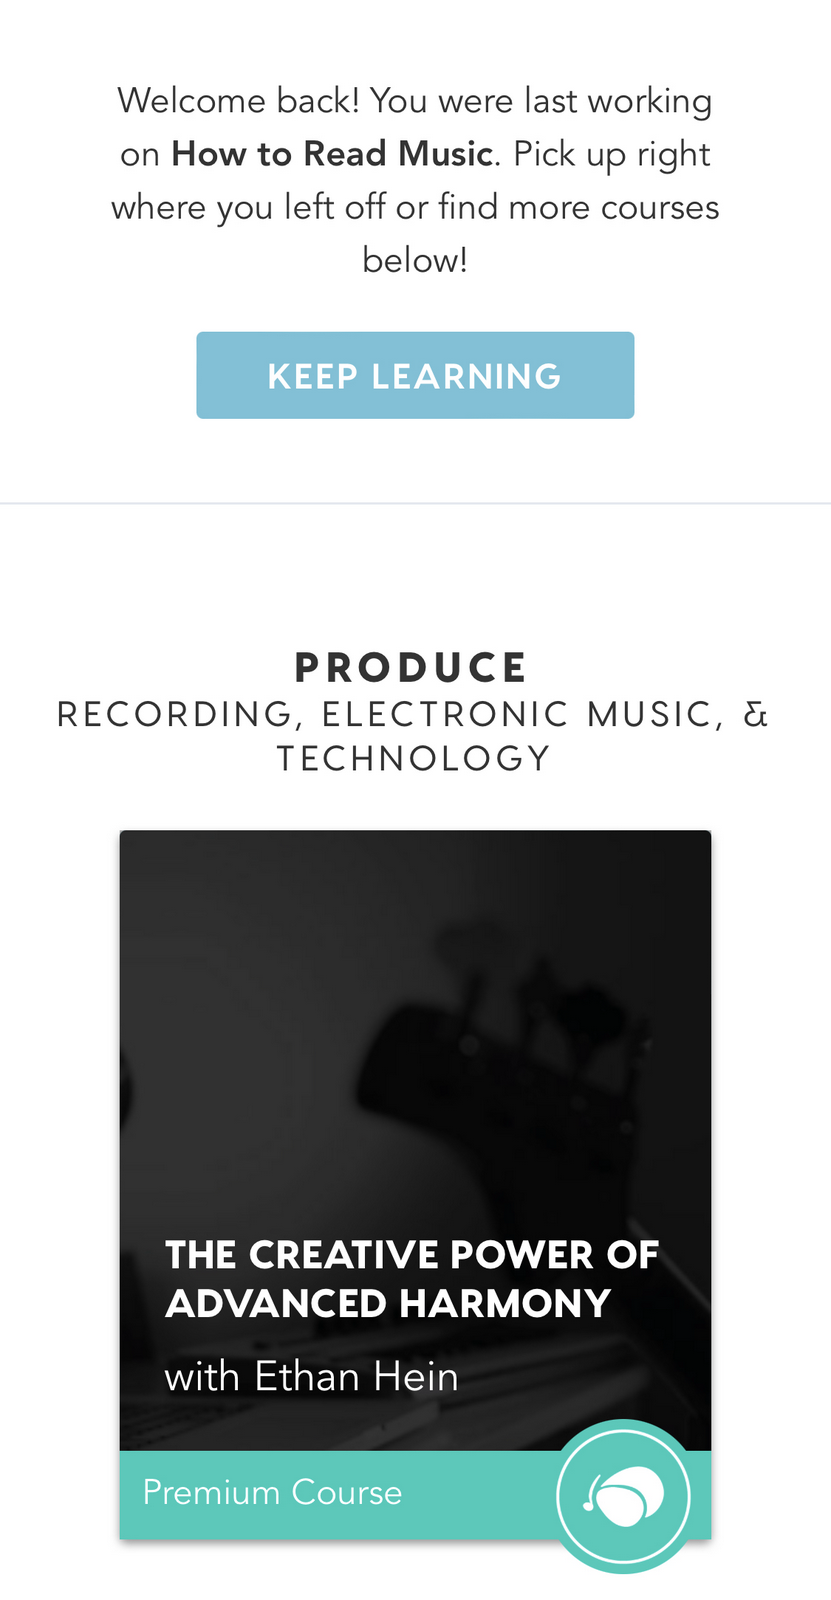 Welcome back! You were last working
on How to Read Music. Pick up right
where you left off or find more courses
below!
KEEP LEARNING
PRODUCE
RECORDING, ELECTRONIC MUSIC, &
TECHNOLOGY
THE CREATIVE POWER OF
ADVANCED HARMONY
with Ethan Hein
Premium Course